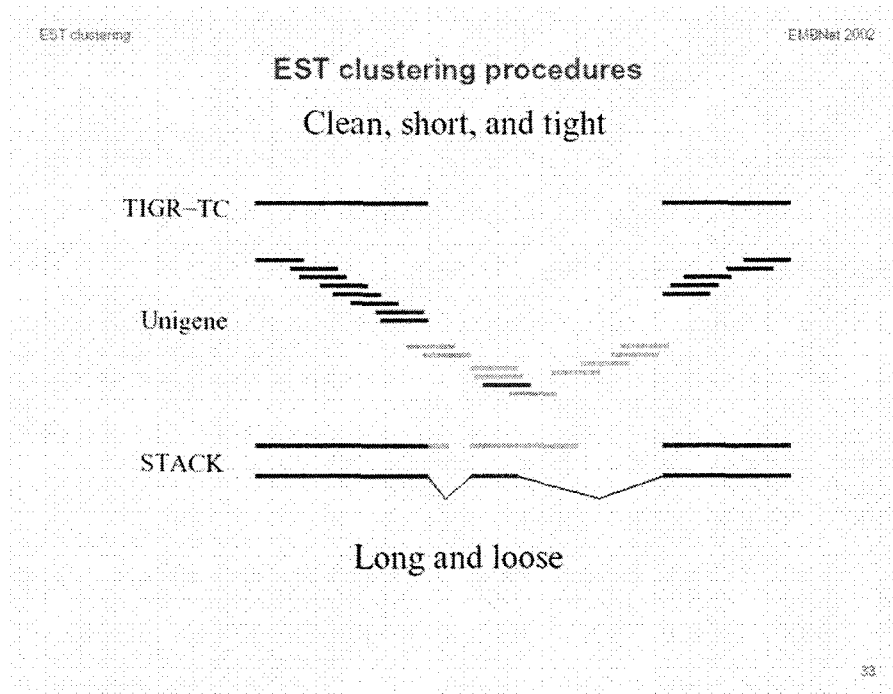 EST clustering
EMBNet 2002
EST clustering procedures
Clean, short, and tight
TIGR–TC
Unigene
STACK
Long and loose
33